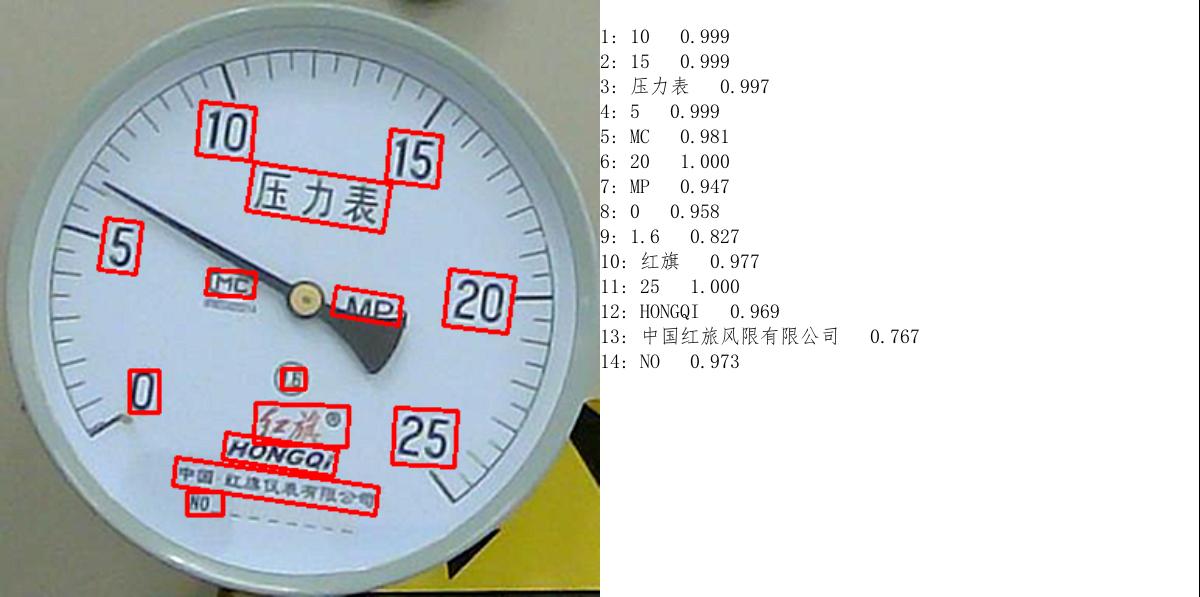 10
15
压力表
5
MC
20
MP
0
1.6
红旗®
25
HONGQi
中国·红旗仪表有限公司
NO
1: 10 0.999
2: 15 0.999
3: 压力表 0.997
4: 5 0.999
5: MC 0.981
6: 20 1.000
7: MP 0.947
8: 0 0.958
9: 1.6 0.827
10: 红旗 0.977
11: 25 1.000
12: HONGQI 0.969
13: 中国红旅风限有限公司 0.767
14: NO 0.973